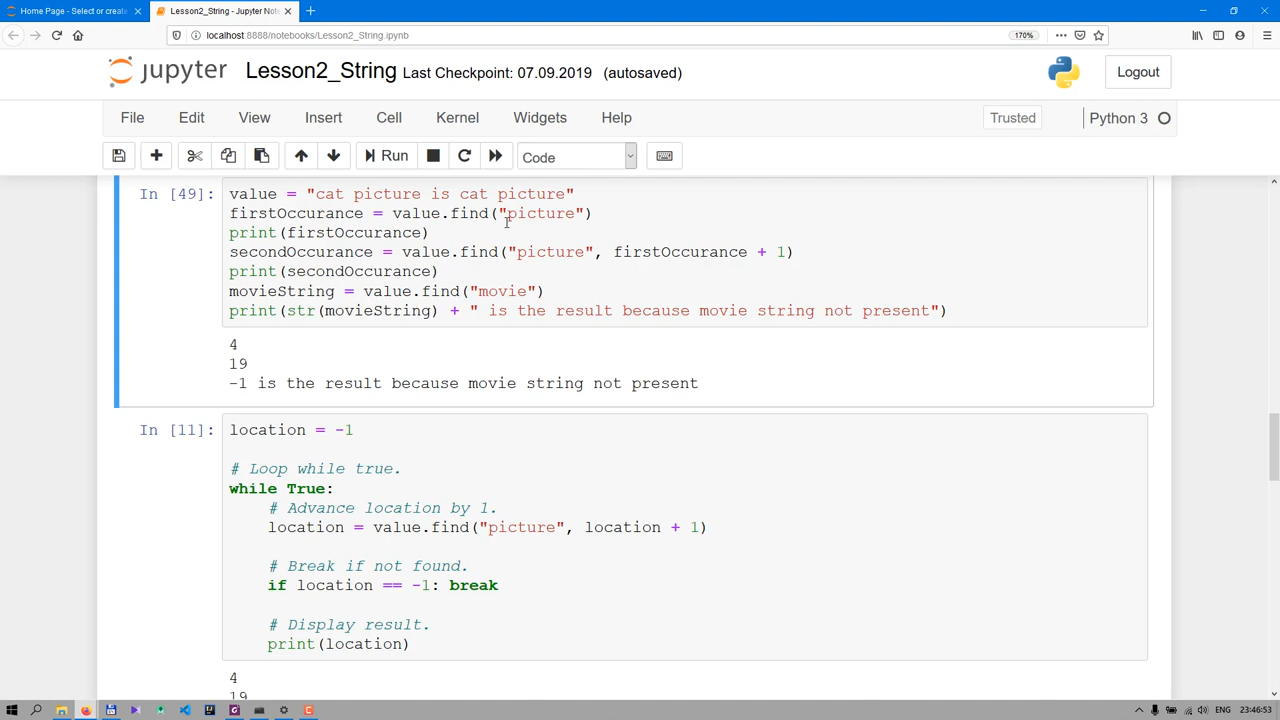 Home Page - Select or create
Lesson2_String - Jupyter Not
localhost:8888/notebooks/Lesson2_String.ipynb
170%
jupyter Lesson2_String Last Checkpoint: 07.09.2019 (autosaved)
Logout
File Edit View Insert Cell Kernel Widgets Help
Trusted
Python 3
Run
Code
In [49]: value = "cat picture is cat picture"
firstOccurance = value.find("picture")
print(firstOccurance)
secondOccurance = value.find("picture", firstOccurance + 1)
print(secondOccurance)
movieString = value.find("movie")
print(str(movieString) + " is the result because movie string not present")
4
19
-1 is the result because movie string not present
In [11]: location = -1
# Loop while true.
while True:
# Advance location by 1.
location = value.find("picture", location + 1)
# Break if not found.
if location == -1: break
# Display result.
print(location)
4
19
23:46:53